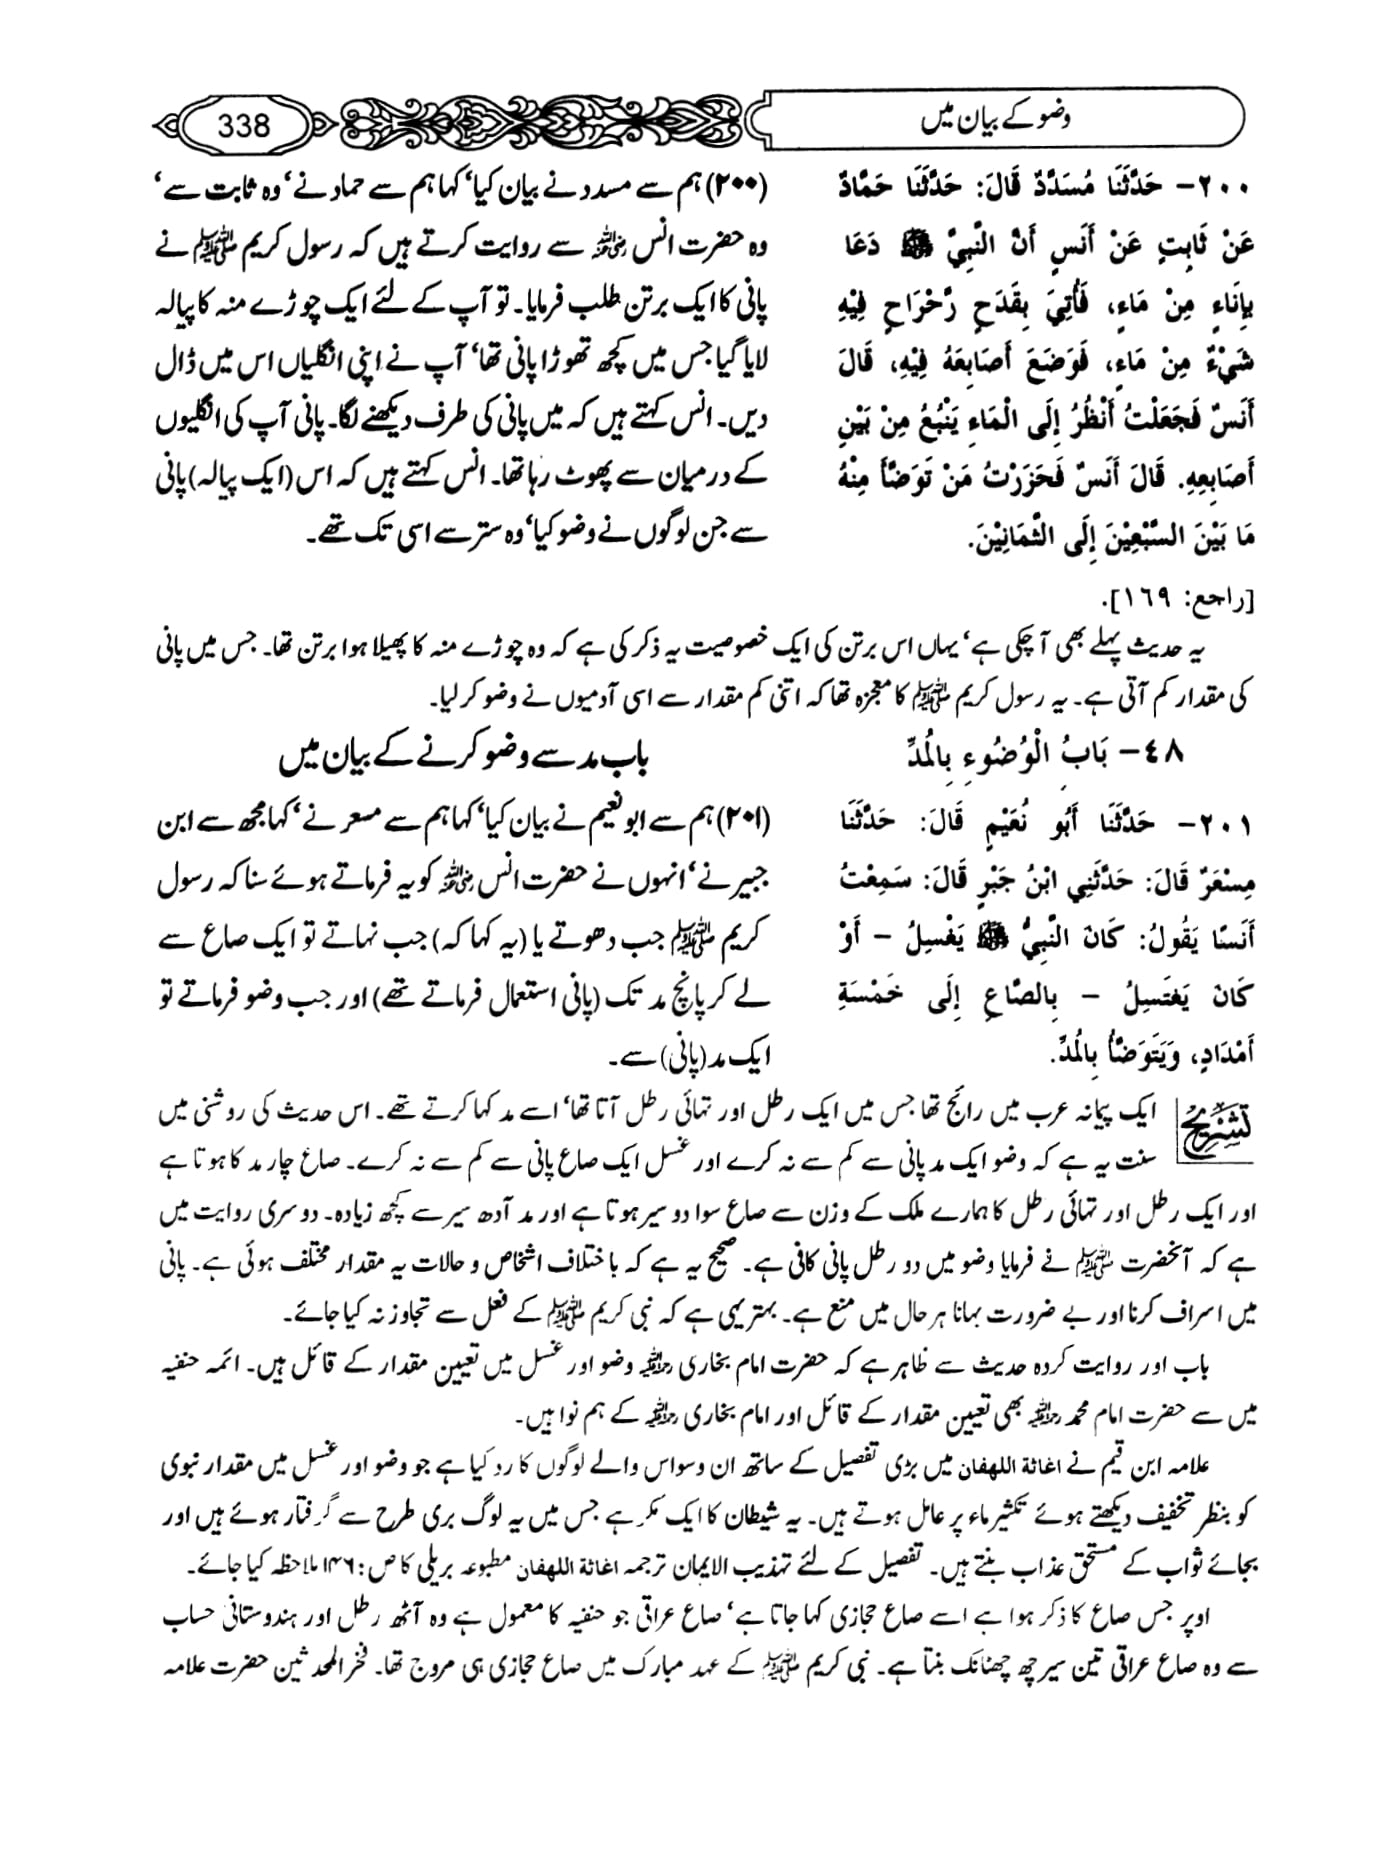 وضو کے بیان میں
338
٢٠٠- حَدَّثَنَا مُسَدَّدٌ قَالَ: حَدَّثَنَا حَمَّادٌ
عَنْ ثَابِتٍ عَنْ أَنَسٍ أَنَّ النَّبِيَّ ﷺ دَعَا
بِإِنَاءٍ مِنْ مَاءٍ، فَأُتِيَ بِقَدَحٍ رَحْرَاحٍ فِيْهِ
شَيْءٌ مِنْ مَاءٍ، فَوَضَعَ أَصَابِعَهُ فِيْهِ، قَالَ
أَنَسٌ فَجَعَلْتُ أَنْظُرُ إِلَى الْمَاءِ يَنْبُعُ مِنْ بَيْنِ
أَصَابِعِهِ. قَالَ أَنَسٌ فَحَزَرْتُ مَنْ تَوَضَّأَ مِنْهُ
مَا بَيْنَ السَّبْعِيْنَ إِلَى الثَّمَانِيْنَ.
[راجع: ١٦٩].
(۲۰۰) ہم سے مسدد نے بیان کیا‘ کہا ہم سے حماد نے‘ وہ ثابت سے‘
وہ حضرت انس رضی اللہ عنہ سے روایت کرتے ہیں کہ رسول کریم ﷺ نے
پانی کا ایک برتن طلب فرمایا۔ تو آپ کے لئے ایک چوڑے منہ کا پیالہ
لایا گیا جس میں کچھ تھوڑا پانی تھا‘ آپ نے اپنی انگلیاں اس میں ڈال
دیں۔ انس کہتے ہیں کہ میں پانی کی طرف دیکھنے لگا۔ پانی آپ کی انگلیوں
کے درمیان سے پھوٹ رہا تھا۔ انس کہتے ہیں کہ اس (ایک پیالہ) پانی
سے جن لوگوں نے وضو کیا‘ وہ ستر سے اسی تک تھے۔
یہ حدیث پہلے بھی آ چکی ہے‘ یہاں اس برتن کی ایک خصوصیت یہ ذکر کی ہے کہ وہ چوڑے منہ کا پھیلا ہوا برتن تھا۔ جس میں پانی
کی مقدار کم آتی ہے۔ یہ رسول کریم ﷺ کا معجزہ تھا کہ اتنی کم مقدار سے اسی آدمیوں نے وضو کر لیا۔
٤٨- بَابُ الْوُضُوءِ بِالْمُدِّ
باب مد سے وضو کرنے کے بیان میں
٢٠١- حَدَّثَنَا أَبُو نُعَيْمٍ قَالَ: حَدَّثَنَا
مِسْعَرٌ قَالَ: حَدَّثَنِي ابْنُ جَبْرٍ قَالَ: سَمِعْتُ
أَنَسًا يَقُولُ: كَانَ النَّبِيُّ ﷺ يَغْسِلُ – أَوْ
كَانَ يَغْتَسِلُ – بِالصَّاعِ إِلَى خَمْسَةِ
أَمْدَادٍ، وَيَتَوَضَّأُ بِالْمُدِّ.
(۲۰۱) ہم سے ابو نعیم نے بیان کیا‘ کہا ہم سے مسعر نے‘ کہا مجھ سے ابن
جبیر نے‘ انہوں نے حضرت انس رضی اللہ عنہ کو یہ فرماتے ہوئے سنا کہ رسول
کریم ﷺ جب دھوتے یا (یہ کہا کہ) جب نہاتے تو ایک صاع سے
لے کر پانچ مد تک (پانی استعمال فرماتے تھے) اور جب وضو فرماتے تو
ایک مد (پانی) سے۔
تشریح
ایک پیمانہ عرب میں رائج تھا جس میں ایک رطل اور تہائی رطل آتا تھا‘ اسے مد کہا کرتے تھے۔ اس حدیث کی روشنی میں
سنت یہ ہے کہ وضو ایک مد پانی سے کم سے نہ کرے اور غسل ایک صاع پانی سے کم سے نہ کرے۔ صاع چار مد کا ہوتا ہے
اور ایک رطل اور تہائی رطل کا ہمارے ملک کے وزن سے صاع سوا دو سیر ہوتا ہے اور مد آدھ سیر سے کچھ زیادہ۔ دوسری روایت میں
ہے کہ آنحضرت ﷺ نے فرمایا وضو میں دو رطل پانی کافی ہے۔ صحیح یہ ہے کہ باختلاف اشخاص و حالات یہ مقدار مختلف ہوئی ہے۔ پانی
میں اسراف کرنا اور بے ضرورت بہانا ہر حال میں منع ہے۔ بہتر یہی ہے کہ نبی کریم ﷺ کے فعل سے تجاوز نہ کیا جائے۔
باب اور روایت کردہ حدیث سے ظاہر ہے کہ حضرت امام بخاری رحمۃ اللہ علیہ وضو اور غسل میں تعیین مقدار کے قائل ہیں۔ ائمہ حنفیہ
میں سے حضرت امام محمد رحمۃ اللہ علیہ بھی تعیین مقدار کے قائل اور امام بخاری رحمۃ اللہ علیہ کے ہم نوا ہیں۔
علامہ ابن قیم نے اغاثة اللهفان میں بڑی تفصیل کے ساتھ ان وسواس والے لوگوں کا رد کیا ہے جو وضو اور غسل میں مقدار نبوی
کو بنظر تخفیف دیکھتے ہوئے تکثیر ماء پر عامل ہوتے ہیں۔ یہ شیطان کا ایک مکر ہے جس میں یہ لوگ بری طرح سے گرفتار ہوئے ہیں اور
بجائے ثواب کے مستحق عذاب بنتے ہیں۔ تفصیل کے لئے تہذیب الایمان ترجمہ اغاثة اللهفان مطبوعہ بریلی کا ص: ۱۴۶ ملاحظہ کیا جائے۔
اوپر جس صاع کا ذکر ہوا ہے اسے صاع حجازی کہا جاتا ہے‘ صاع عراقی جو حنفیہ کا معمول ہے وہ آٹھ رطل اور ہندوستانی حساب
سے وہ صاع عراقی تین سیر چھ چھٹانک بنتا ہے۔ نبی کریم ﷺ کے عہد مبارک میں صاع حجازی ہی مروج تھا۔ فخر المحدثین حضرت علامہ